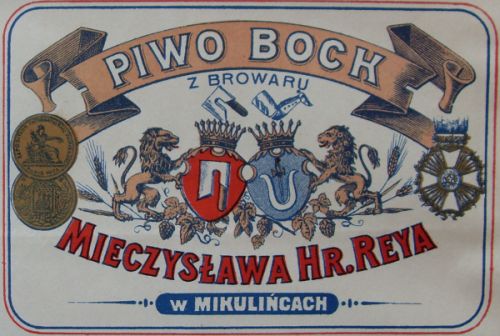 PIWO BOCK
Z BROWARU
MIECZYSŁAWA HR. REYA
W MIKULIŃCACH